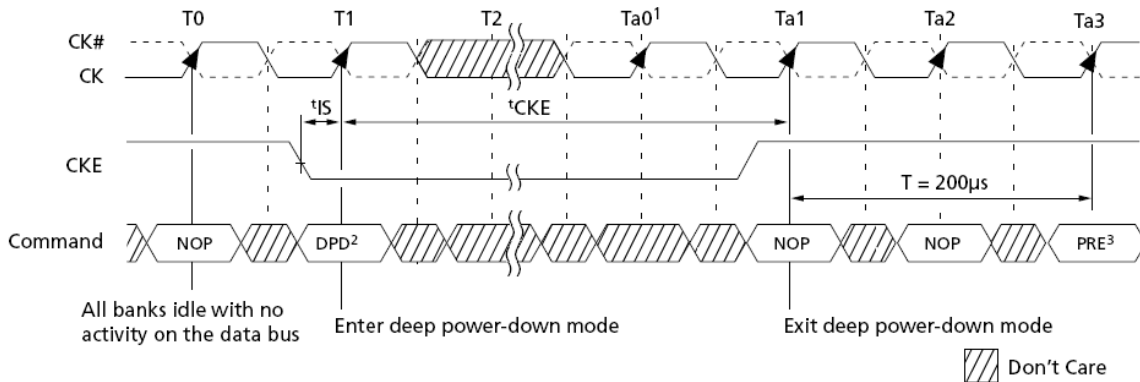 T0 T1 T2 Ta0¹ Ta1 Ta2 Ta3
CK#
CK
ᵗIS ᵗCKE
CKE
T = 200µs
Command NOP DPD² NOP NOP PRE³
All banks idle with no
activity on the data bus
Enter deep power-down mode
Exit deep power-down mode
Don't Care